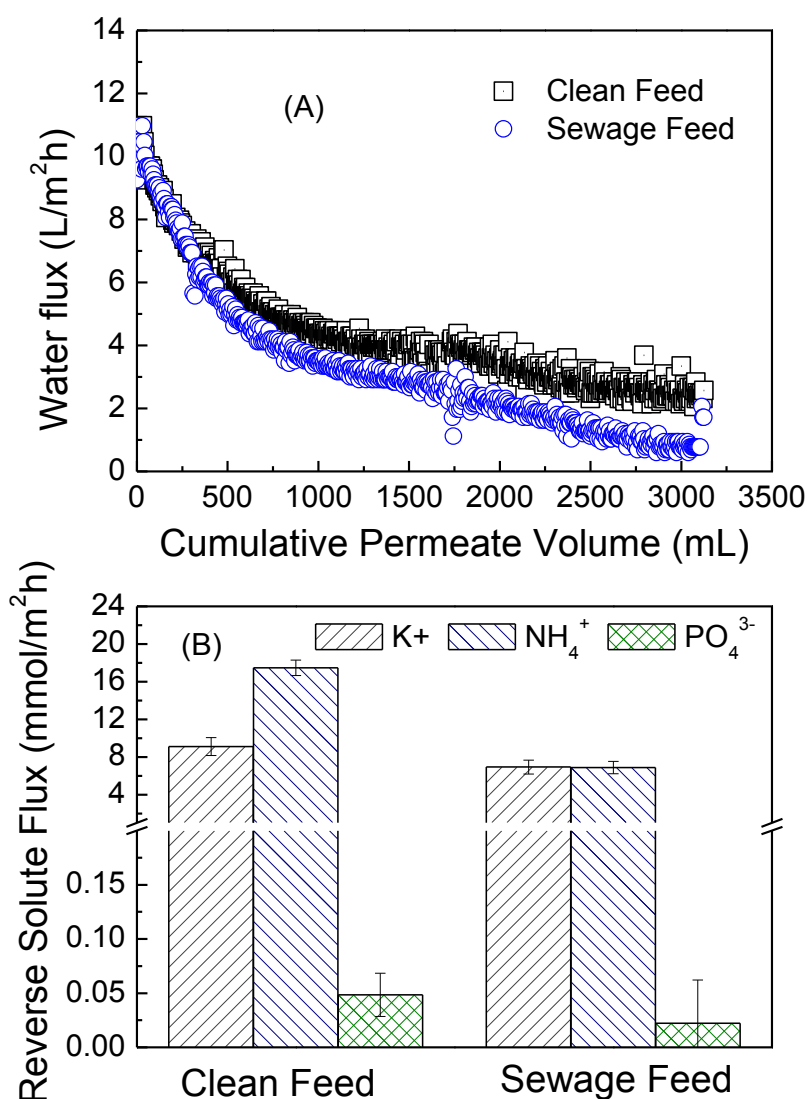 14
12
10
8
6
4
2
0
Water flux (L/m²h)
(A)
Clean Feed
Sewage Feed
0 500 1000 1500 2000 2500 3000 3500
Cumulative Permeate Volume (mL)
Reverse Solute Flux (mmol/m²h)
24
20
16
12
8
4
0.15
0.10
0.05
0.00
(B)
K+ NH₄⁺ PO₄³⁻
Clean Feed Sewage Feed